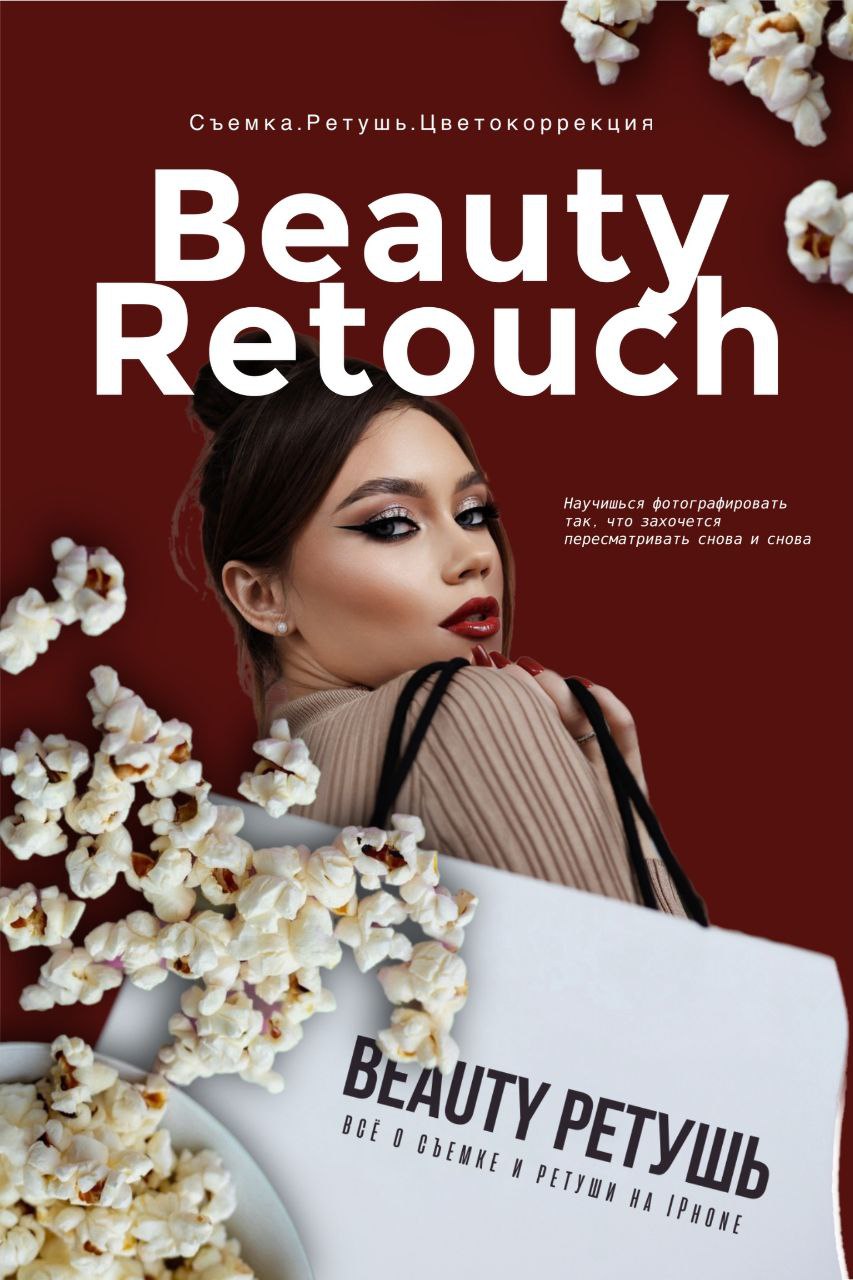 Съемка.Ретушь.Цветокоррекция
Beauty
Retouch
Научишься фотографировать
так, что захочется
пересматривать снова и снова
BEAUTY РЕТУШЬ
ВСЁ О СЪЕМКЕ И РЕТУШИ НА IPHONE